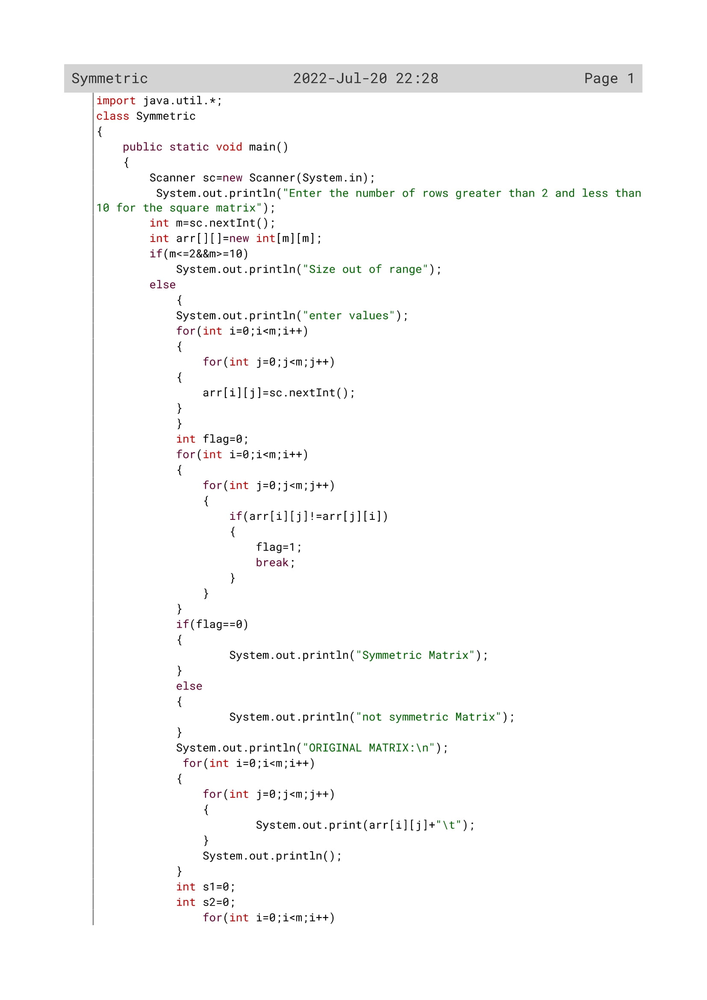 Symmetric 2022-Jul-20 22:28 Page 1
import java.util.*;
class Symmetric
{
    public static void main()
    {
        Scanner sc=new Scanner(System.in);
         System.out.println("Enter the number of rows greater than 2 and less than
10 for the square matrix");
        int m=sc.nextInt();
        int arr[][]=new int[m][m];
        if(m<=2&&m>=10)
            System.out.println("Size out of range");
        else
            {
            System.out.println("enter values");
            for(int i=0;i<m;i++)
            {
                for(int j=0;j<m;j++)
            {
                arr[i][j]=sc.nextInt();
            }
            }
            int flag=0;
            for(int i=0;i<m;i++)
            {
                for(int j=0;j<m;j++)
                {
                    if(arr[i][j]!=arr[j][i])
                    {
                        flag=1;
                        break;
                    }
                }
            }
            if(flag==0)
            {
                    System.out.println("Symmetric Matrix");
            }
            else
            {
                    System.out.println("not symmetric Matrix");
            }
            System.out.println("ORIGINAL MATRIX:\n");
             for(int i=0;i<m;i++)
            {
                for(int j=0;j<m;j++)
                {
                        System.out.print(arr[i][j]+"\t");
                }
                System.out.println();
            }
            int s1=0;
            int s2=0;
                for(int i=0;i<m;i++)